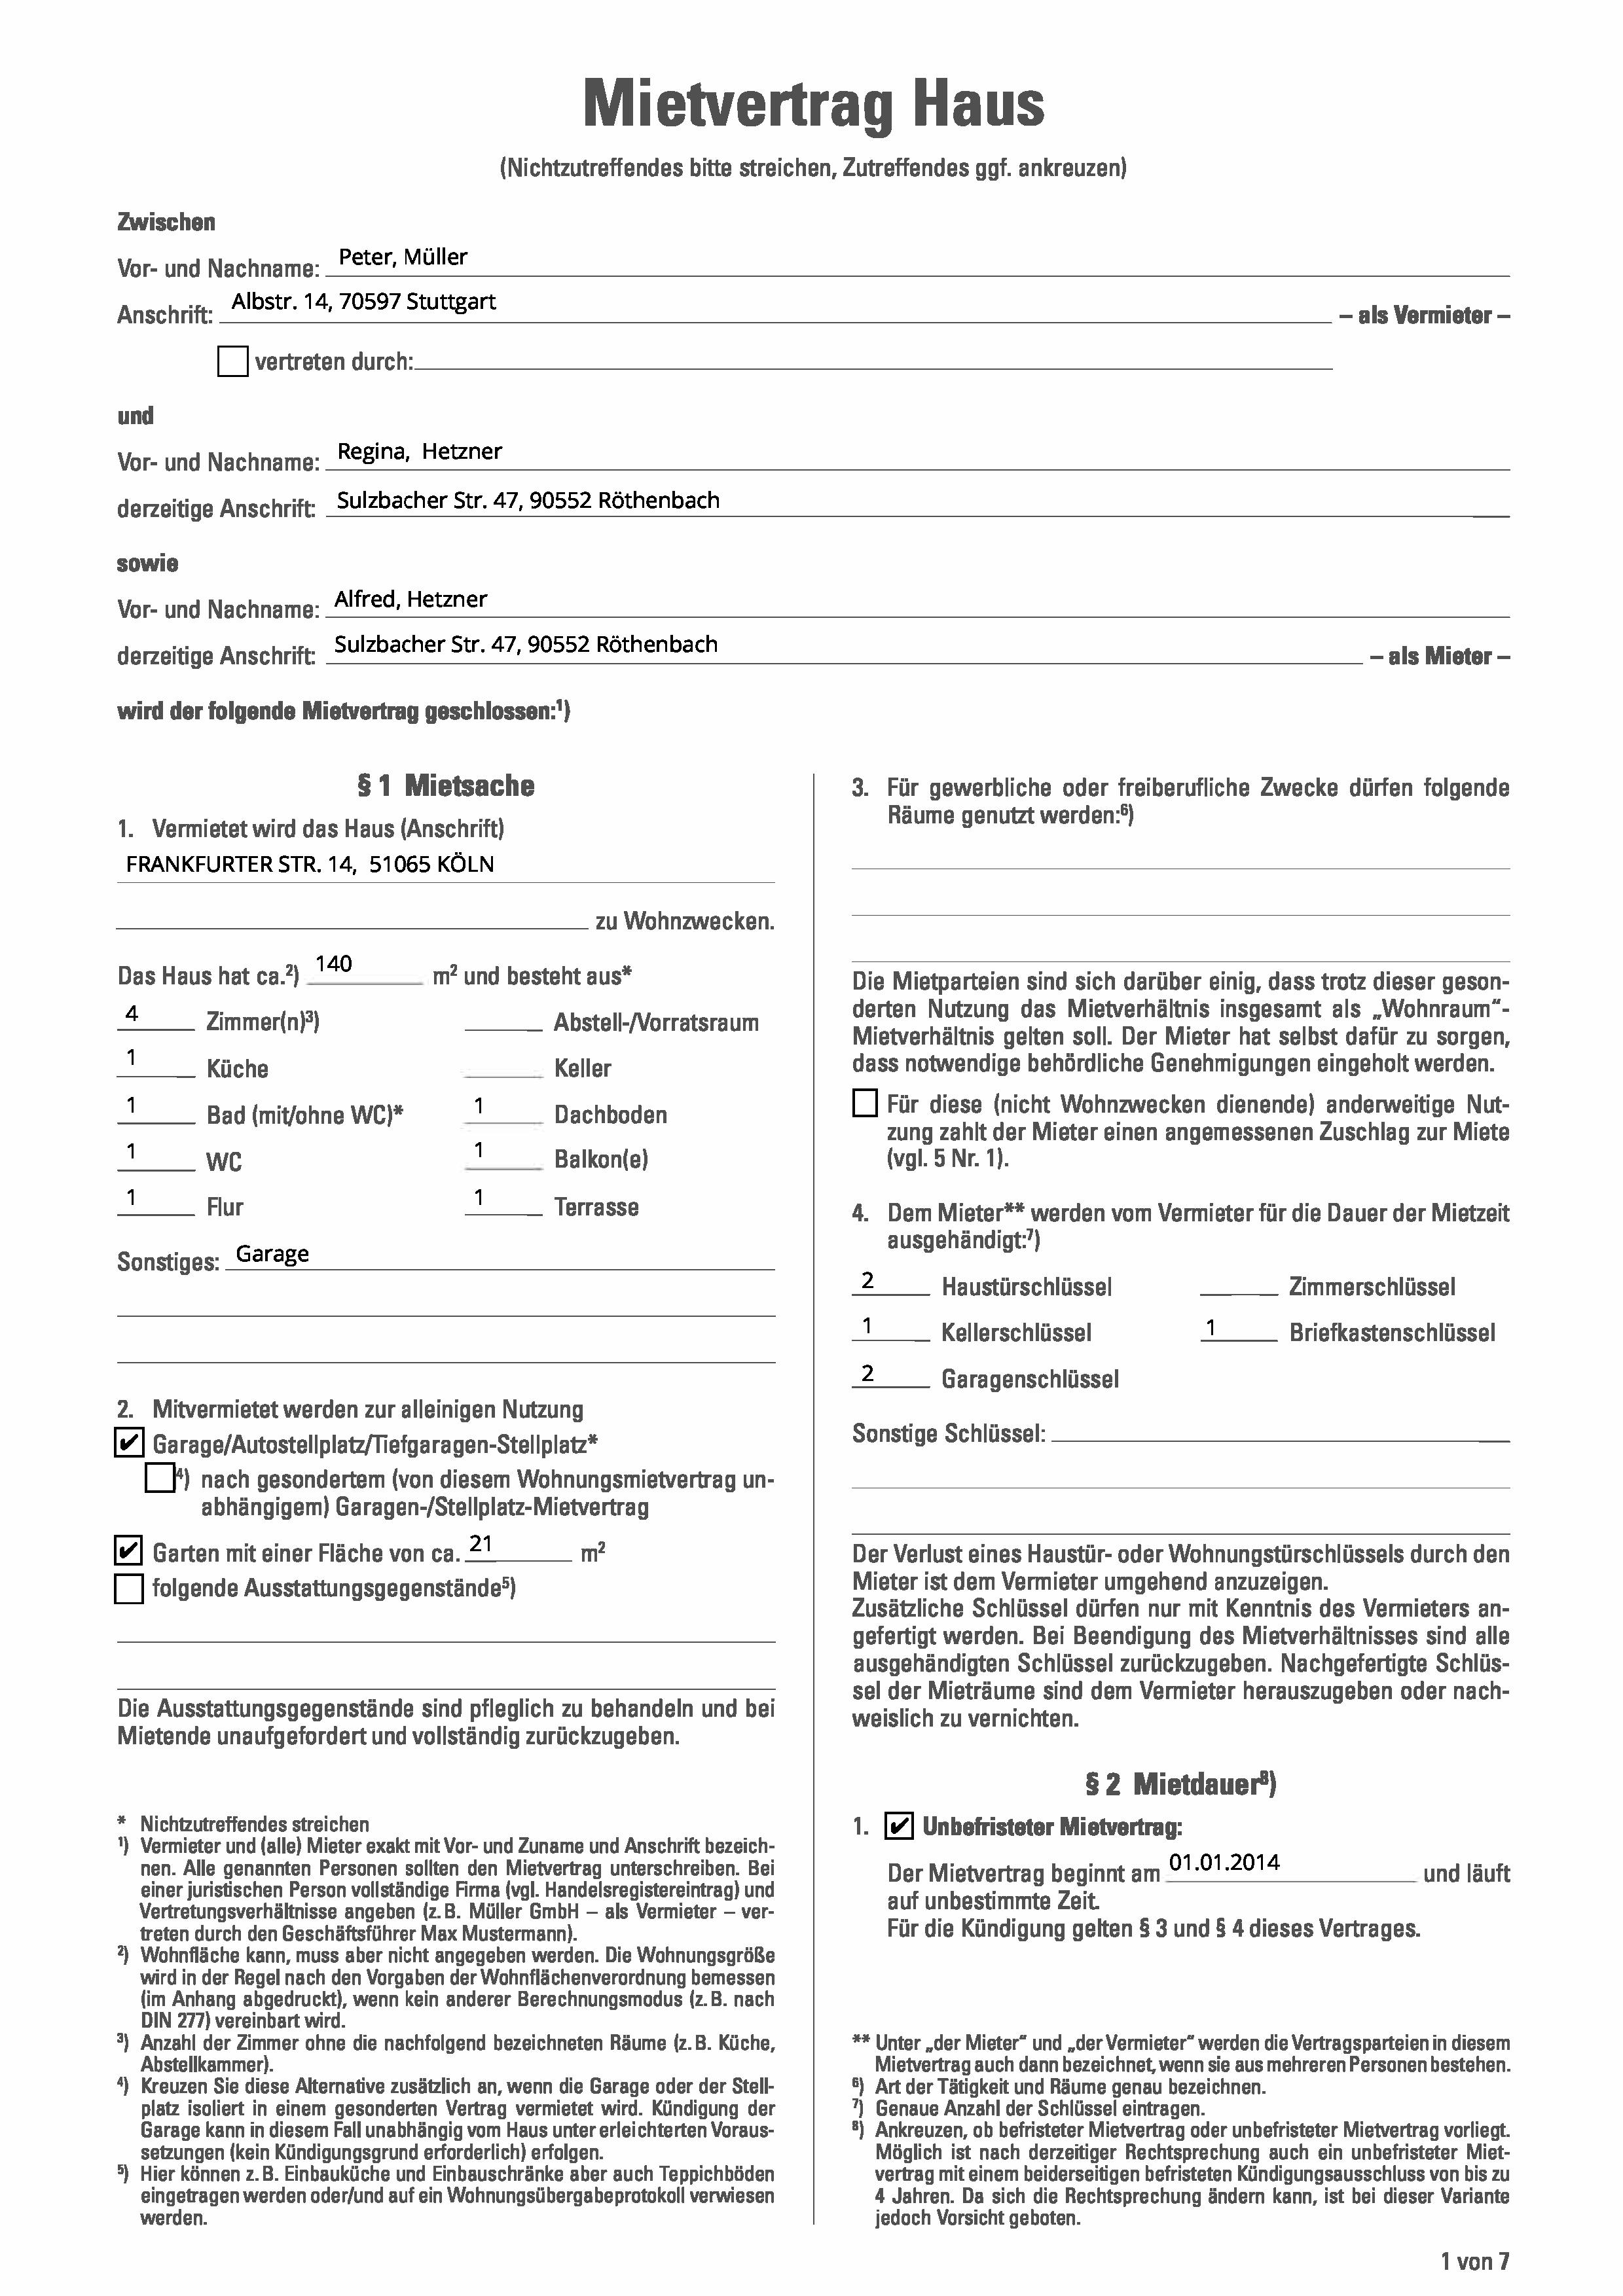 Mietvertrag Haus
(Nichtzutreffendes bitte streichen, Zutreffendes ggf. ankreuzen)
Zwischen
Vor- und Nachname: Peter, Müller
Anschrift: Albstr. 14, 70597 Stuttgart – als Vermieter –
vertreten durch:
und
Vor- und Nachname: Regina, Hetzner
derzeitige Anschrift: Sulzbacher Str. 47, 90552 Röthenbach
sowie
Vor- und Nachname: Alfred, Hetzner
derzeitige Anschrift: Sulzbacher Str. 47, 90552 Röthenbach – als Mieter –
wird der folgende Mietvertrag geschlossen:¹)
§ 1 Mietsache
1. Vermietet wird das Haus (Anschrift)
FRANKFURTER STR. 14, 51065 KÖLN
zu Wohnzwecken.
Das Haus hat ca.²) 140 m² und besteht aus*
4 Zimmer(n)³) Abstell-/Vorratsraum
1 Küche Keller
1 Bad (mit/ohne WC)* 1 Dachboden
1 WC 1 Balkon(e)
1 Flur 1 Terrasse
Sonstiges: Garage
2. Mitvermietet werden zur alleinigen Nutzung
✔ Garage/Autostellplatz/Tiefgaragen-Stellplatz*
⁴) nach gesondertem (von diesem Wohnungsmietvertrag un-
abhängigem) Garagen-/Stellplatz-Mietvertrag
✔ Garten mit einer Fläche von ca. 21 m²
folgende Ausstattungsgegenstände⁵)
Die Ausstattungsgegenstände sind pfleglich zu behandeln und bei
Mietende unaufgefordert und vollständig zurückzugeben.
* Nichtzutreffendes streichen
¹) Vermieter und (alle) Mieter exakt mit Vor- und Zuname und Anschrift bezeich-
nen. Alle genannten Personen sollten den Mietvertrag unterschreiben. Bei
einer juristischen Person vollständige Firma (vgl. Handelsregistereintrag) und
Vertretungsverhältnisse angeben (z. B. Müller GmbH – als Vermieter – ver-
treten durch den Geschäftsführer Max Mustermann).
²) Wohnfläche kann, muss aber nicht angegeben werden. Die Wohnungsgröße
wird in der Regel nach den Vorgaben der Wohnflächenverordnung bemessen
(im Anhang abgedruckt), wenn kein anderer Berechnungsmodus (z. B. nach
DIN 277) vereinbart wird.
³) Anzahl der Zimmer ohne die nachfolgend bezeichneten Räume (z. B. Küche,
Abstellkammer).
⁴) Kreuzen Sie diese Alternative zusätzlich an, wenn die Garage oder der Stell-
platz isoliert in einem gesonderten Vertrag vermietet wird. Kündigung der
Garage kann in diesem Fall unabhängig vom Haus unter erleichterten Voraus-
setzungen (kein Kündigungsgrund erforderlich) erfolgen.
⁵) Hier können z. B. Einbauküche und Einbauschränke aber auch Teppichböden
eingetragen werden oder/und auf ein Wohnungsübergabeprotokoll verwiesen
werden.
3. Für gewerbliche oder freiberufliche Zwecke dürfen folgende
Räume genutzt werden:⁶)
Die Mietparteien sind sich darüber einig, dass trotz dieser geson-
derten Nutzung das Mietverhältnis insgesamt als „Wohnraum“-
Mietverhältnis gelten soll. Der Mieter hat selbst dafür zu sorgen,
dass notwendige behördliche Genehmigungen eingeholt werden.
Für diese (nicht Wohnzwecken dienende) anderweitige Nut-
zung zahlt der Mieter einen angemessenen Zuschlag zur Miete
(vgl. 5 Nr. 1).
4. Dem Mieter** werden vom Vermieter für die Dauer der Mietzeit
ausgehändigt:⁷)
2 Haustürschlüssel Zimmerschlüssel
1 Kellerschlüssel 1 Briefkastenschlüssel
2 Garagenschlüssel
Sonstige Schlüssel:
Der Verlust eines Haustür- oder Wohnungstürschlüssels durch den
Mieter ist dem Vermieter umgehend anzuzeigen.
Zusätzliche Schlüssel dürfen nur mit Kenntnis des Vermieters an-
gefertigt werden. Bei Beendigung des Mietverhältnisses sind alle
ausgehändigten Schlüssel zurückzugeben. Nachgefertigte Schlüs-
sel der Mieträume sind dem Vermieter herauszugeben oder nach-
weislich zu vernichten.
§ 2 Mietdauer⁸)
1. ✔ Unbefristeter Mietvertrag:
Der Mietvertrag beginnt am 01.01.2014 und läuft
auf unbestimmte Zeit.
Für die Kündigung gelten § 3 und § 4 dieses Vertrages.
** Unter „der Mieter“ und „der Vermieter“ werden die Vertragsparteien in diesem
Mietvertrag auch dann bezeichnet, wenn sie aus mehreren Personen bestehen.
⁶) Art der Tätigkeit und Räume genau bezeichnen.
⁷) Genaue Anzahl der Schlüssel eintragen.
⁸) Ankreuzen, ob befristeter Mietvertrag oder unbefristeter Mietvertrag vorliegt.
Möglich ist nach derzeitiger Rechtsprechung auch ein unbefristeter Miet-
vertrag mit einem beiderseitigen befristeten Kündigungsausschluss von bis zu
4 Jahren. Da sich die Rechtsprechung ändern kann, ist bei dieser Variante
jedoch Vorsicht geboten.
1 von 7